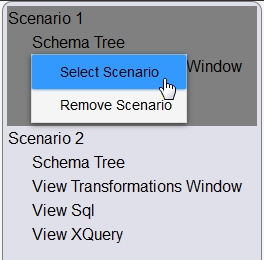 Scenario 1
Schema Tree
Select Scenario
Window
Remove Scenario
Scenario 2
Schema Tree
View Transformations Window
View Sql
View XQuery